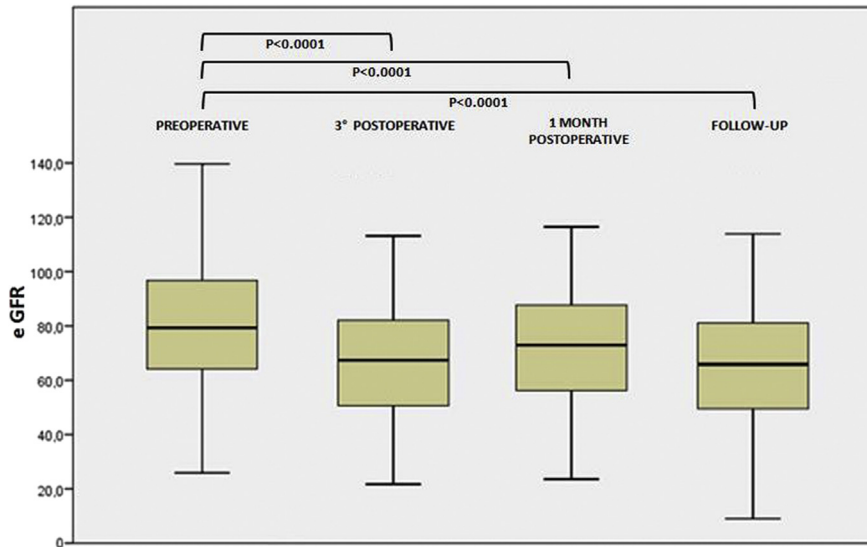 P<0.0001
P<0.0001
P<0.0001
PREOPERATIVE
3° POSTOPERATIVE
1 MONTH
POSTOPERATIVE
FOLLOW-UP
e GFR
140,0
120,0
100,0
80,0
60,0
40,0
20,0
0